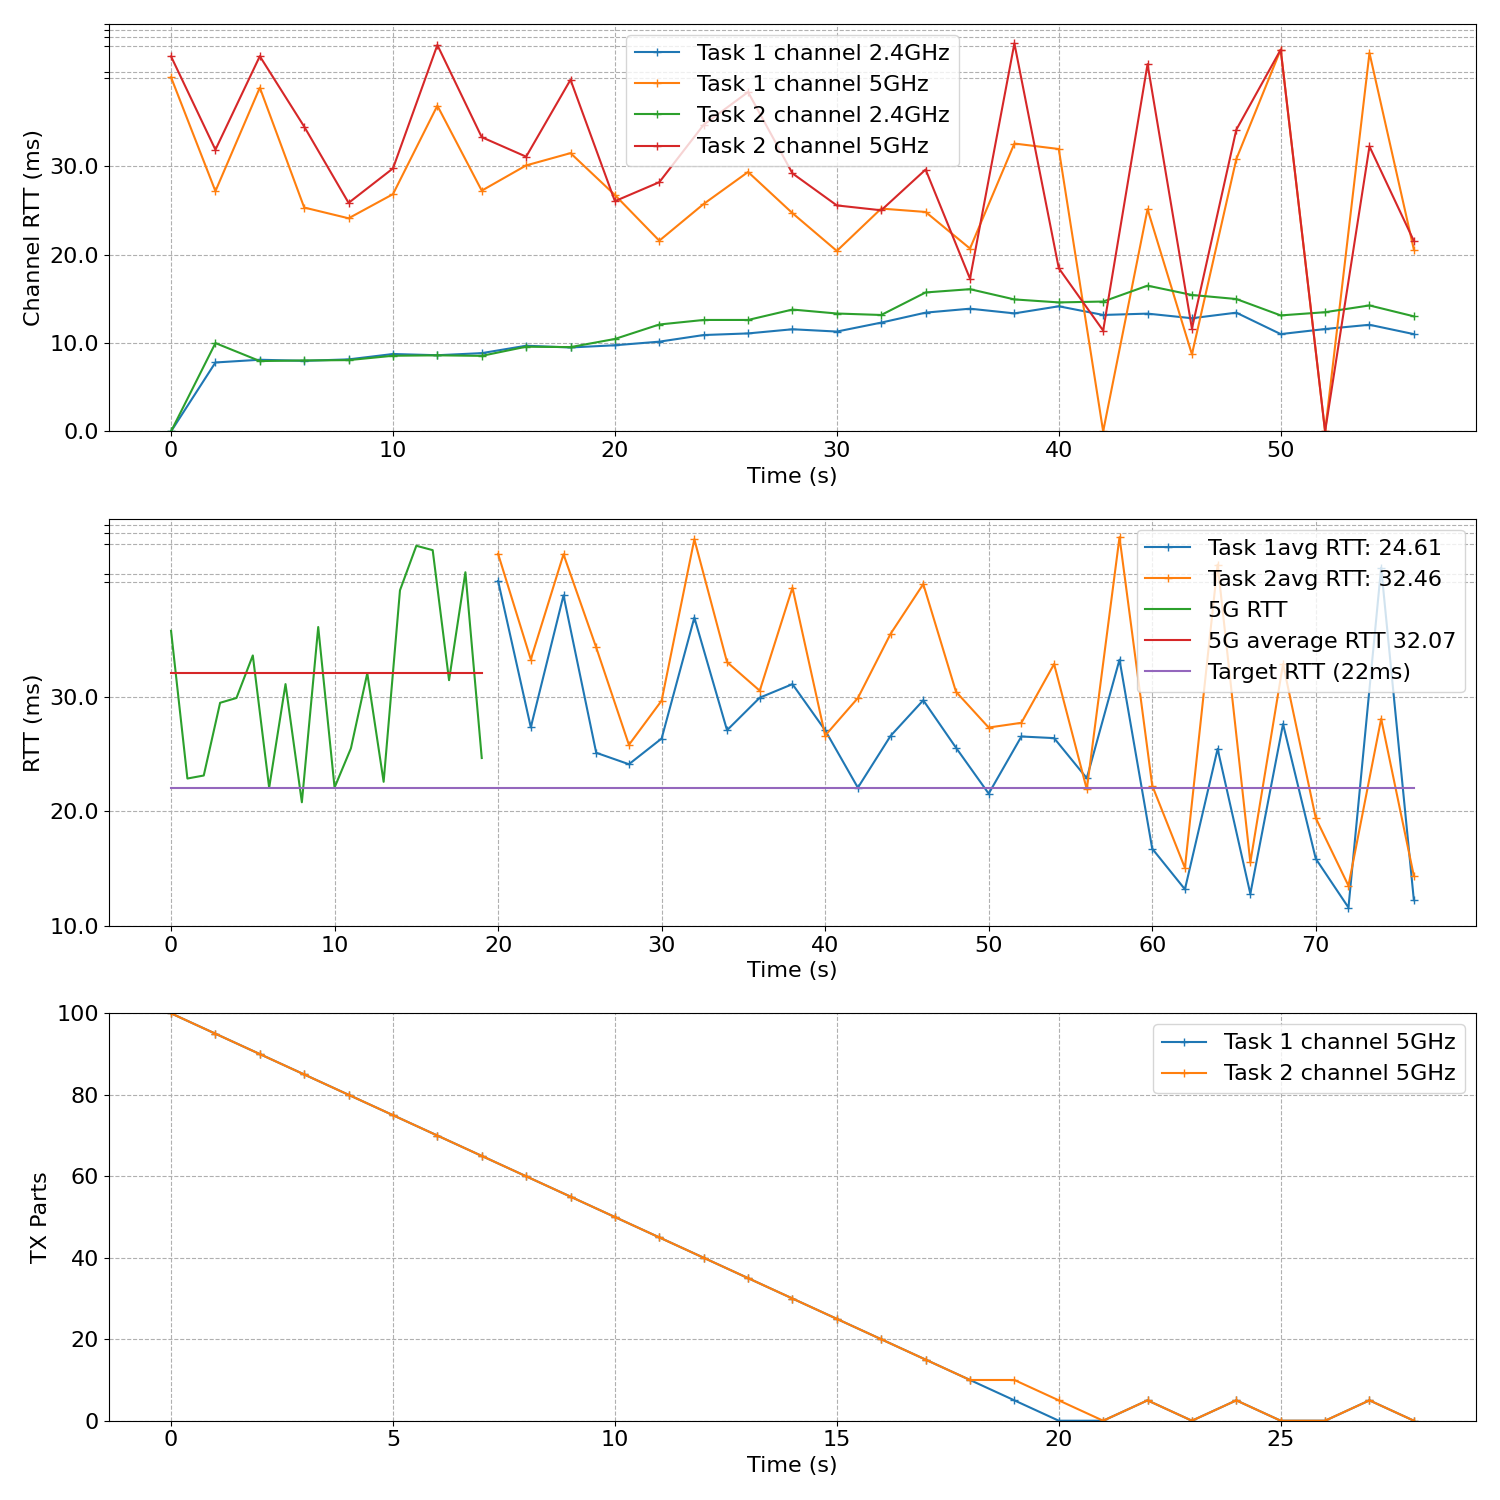 Channel RTT (ms)
30.0
20.0
10.0
0.0
Task 1 channel 2.4GHz
Task 1 channel 5GHz
Task 2 channel 2.4GHz
Task 2 channel 5GHz
0 10 20 30 40 50
Time (s)
RTT (ms)
30.0
20.0
10.0
Task 1avg RTT: 24.61
Task 2avg RTT: 32.46
5G RTT
5G average RTT 32.07
Target RTT (22ms)
0 10 20 30 40 50 60 70
Time (s)
TX Parts
100
80
60
40
20
0
Task 1 channel 5GHz
Task 2 channel 5GHz
0 5 10 15 20 25
Time (s)